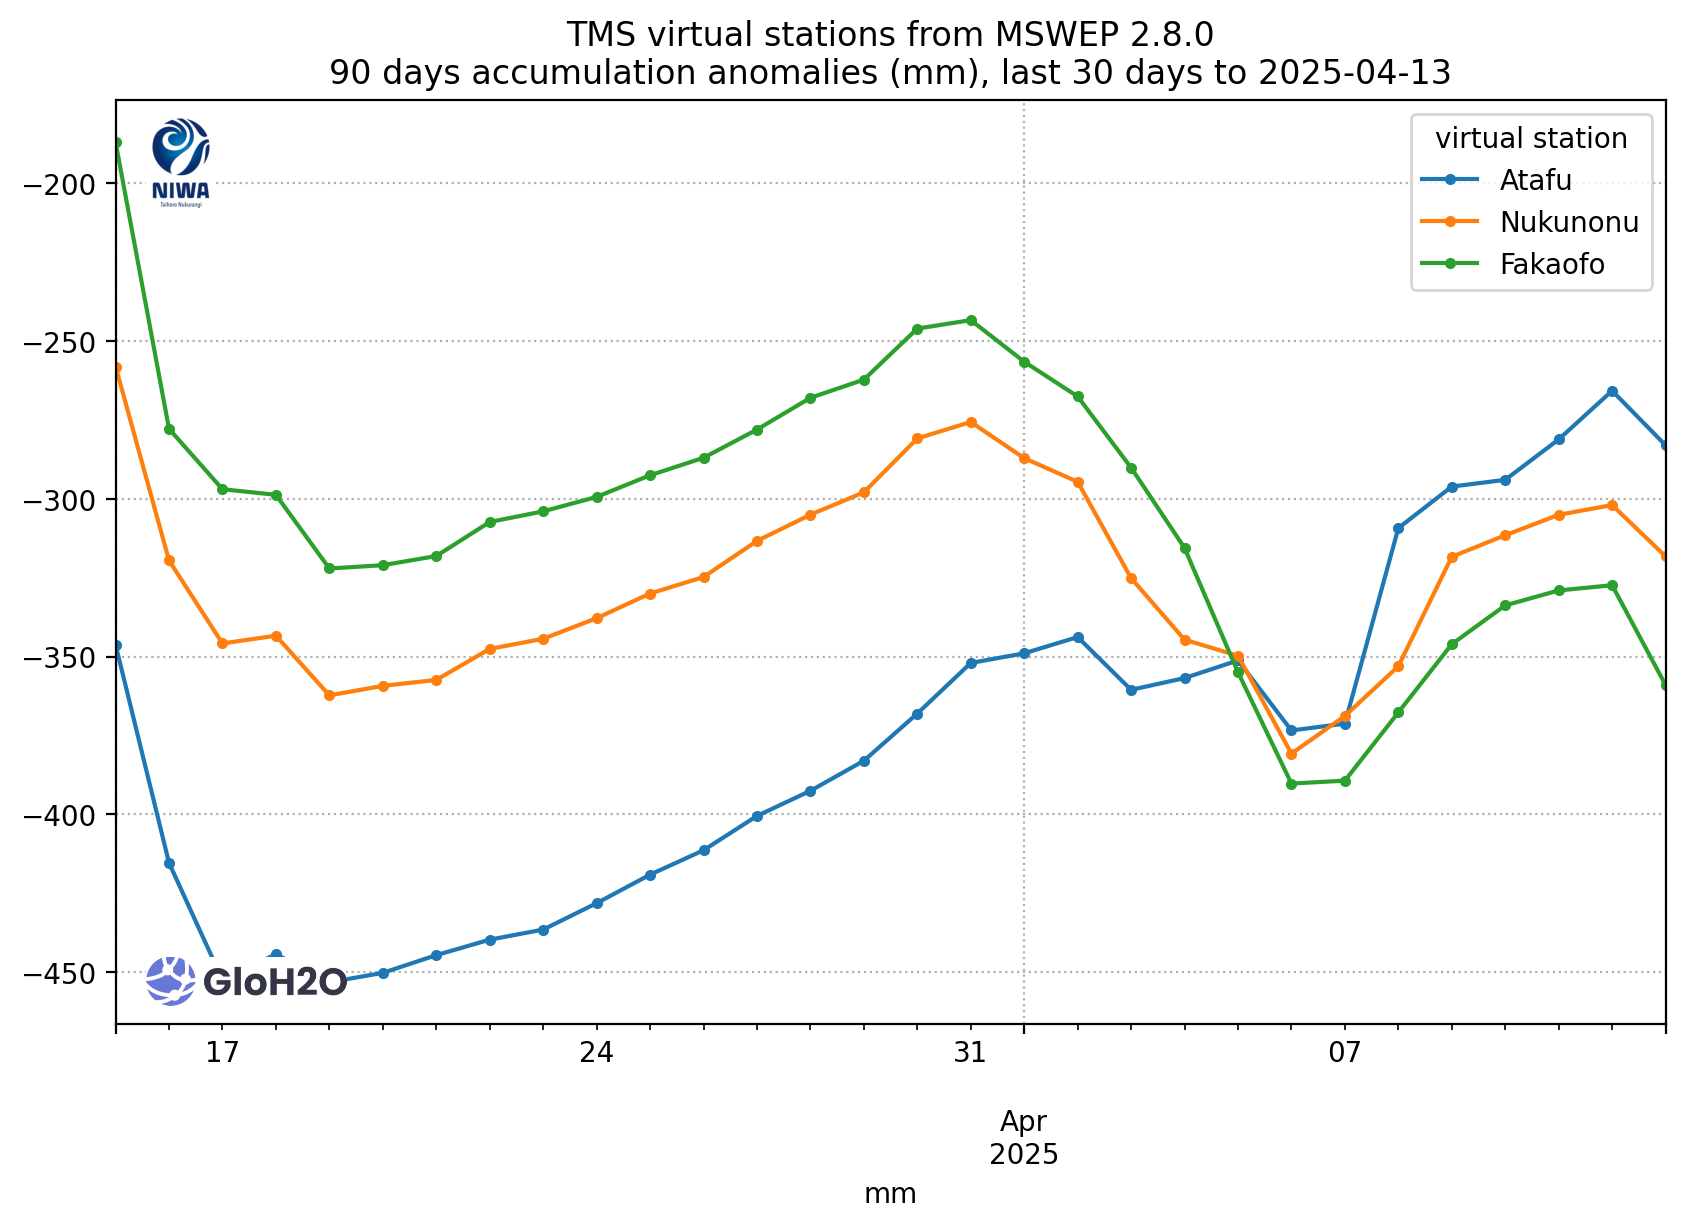 TMS virtual stations from MSWEP 2.8.0
90 days accumulation anomalies (mm), last 30 days to 2025-04-13
NIWA
Taihoro Nukurangi
virtual station
Atafu
Nukunonu
Fakaofo
−200
−250
−300
−350
−400
−450
GloH2O
17
24
31
07
Apr
2025
mm